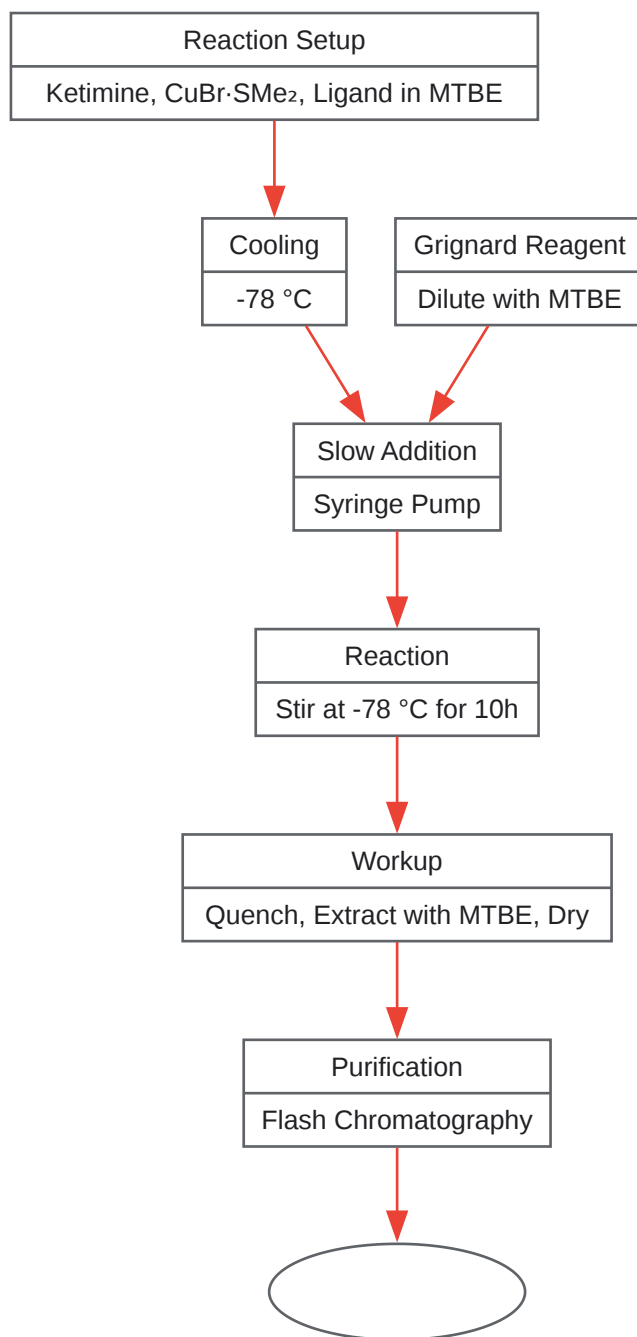 Reaction Setup
Ketimine, CuBr·SMe₂, Ligand in MTBE
Cooling
-78 °C
Grignard Reagent
Dilute with MTBE
Slow Addition
Syringe Pump
Reaction
Stir at -78 °C for 10h
Workup
Quench, Extract with MTBE, Dry
Purification
Flash Chromatography